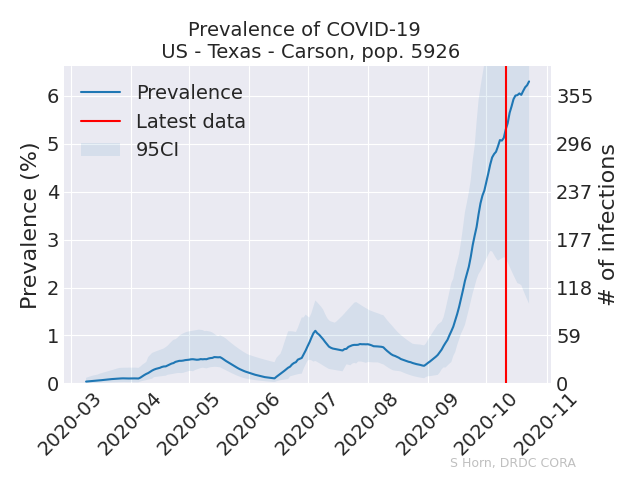 Prevalence of COVID-19
US - Texas - Carson, pop. 5926
Prevalence
Latest data
95CI
Prevalence (%)
6
5
4
3
2
1
0
# of infections
355
296
237
177
118
59
0
2020-03
2020-04
2020-05
2020-06
2020-07
2020-08
2020-09
2020-10
2020-11
S Horn, DRDC CORA